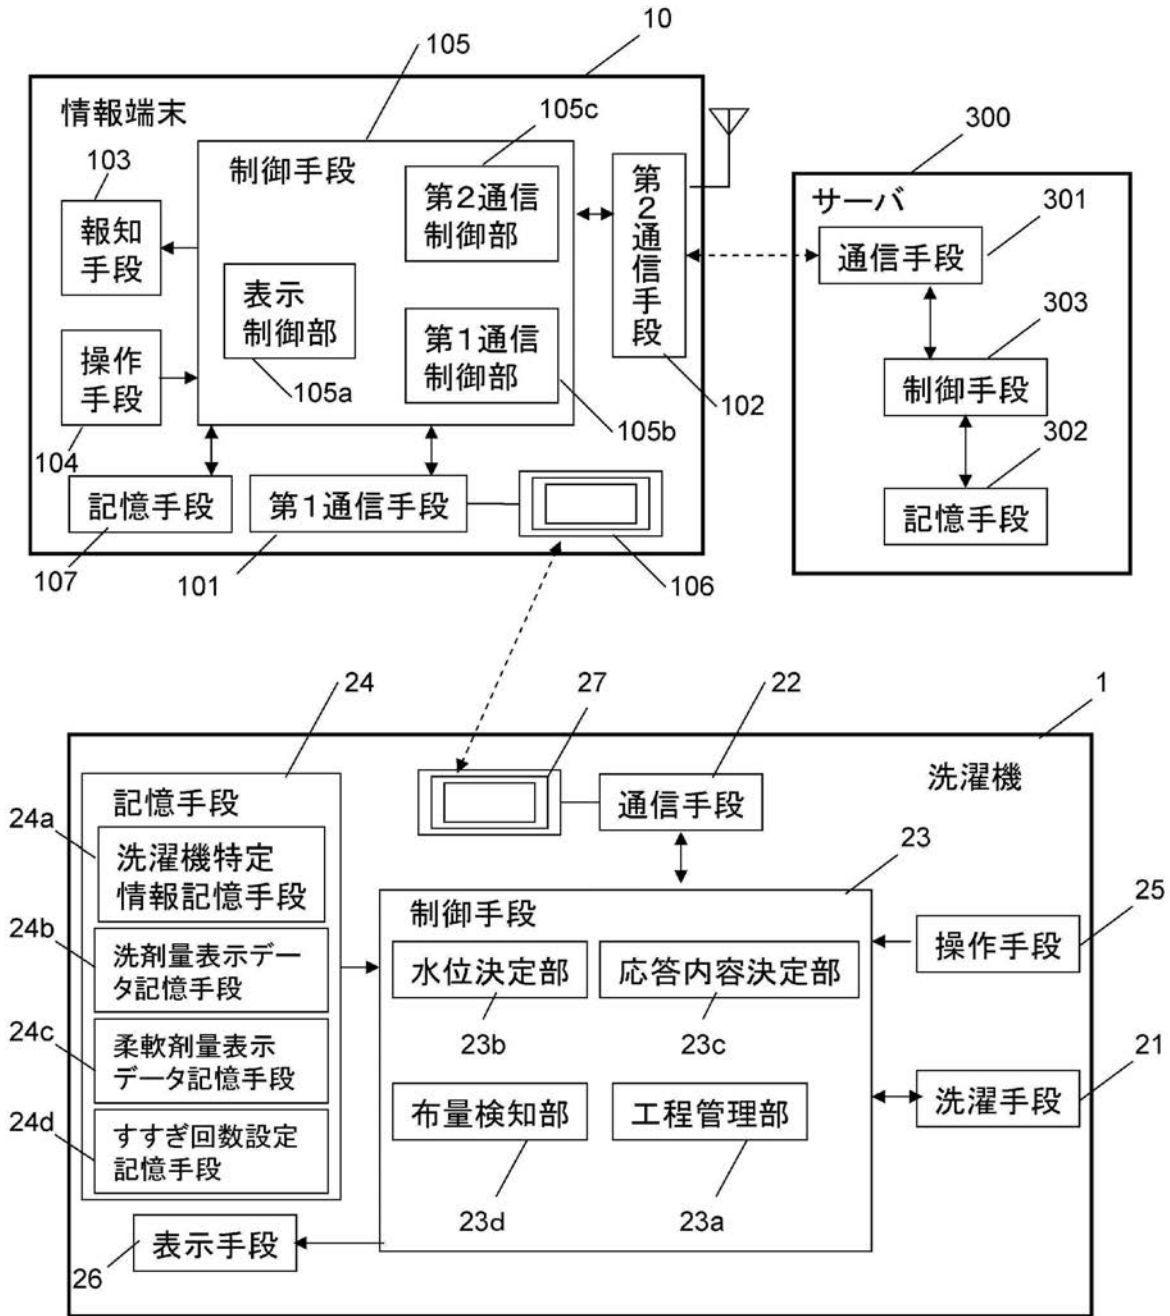 10
105
情報端末
105c
300
103
制御手段
第2通信
制御部
第2通信手段
サーバ
301
報知
手段
通信手段
表示
制御部
303
操作
手段
第1通信
制御部
105a
102
制御手段
105b
302
104
記憶手段
第1通信手段
記憶手段
107
101
106
24
27
22
1
記憶手段
洗濯機
24a
通信手段
洗濯機特定
情報記憶手段
23
制御手段
25
24b
洗剤量表示デー
タ記憶手段
水位決定部
応答内容決定部
操作手段
24c
23b
23c
21
柔軟剤量表示
データ記憶手段
洗濯手段
24d
布量検知部
工程管理部
すすぎ回数設定
記憶手段
23d
23a
表示手段
26